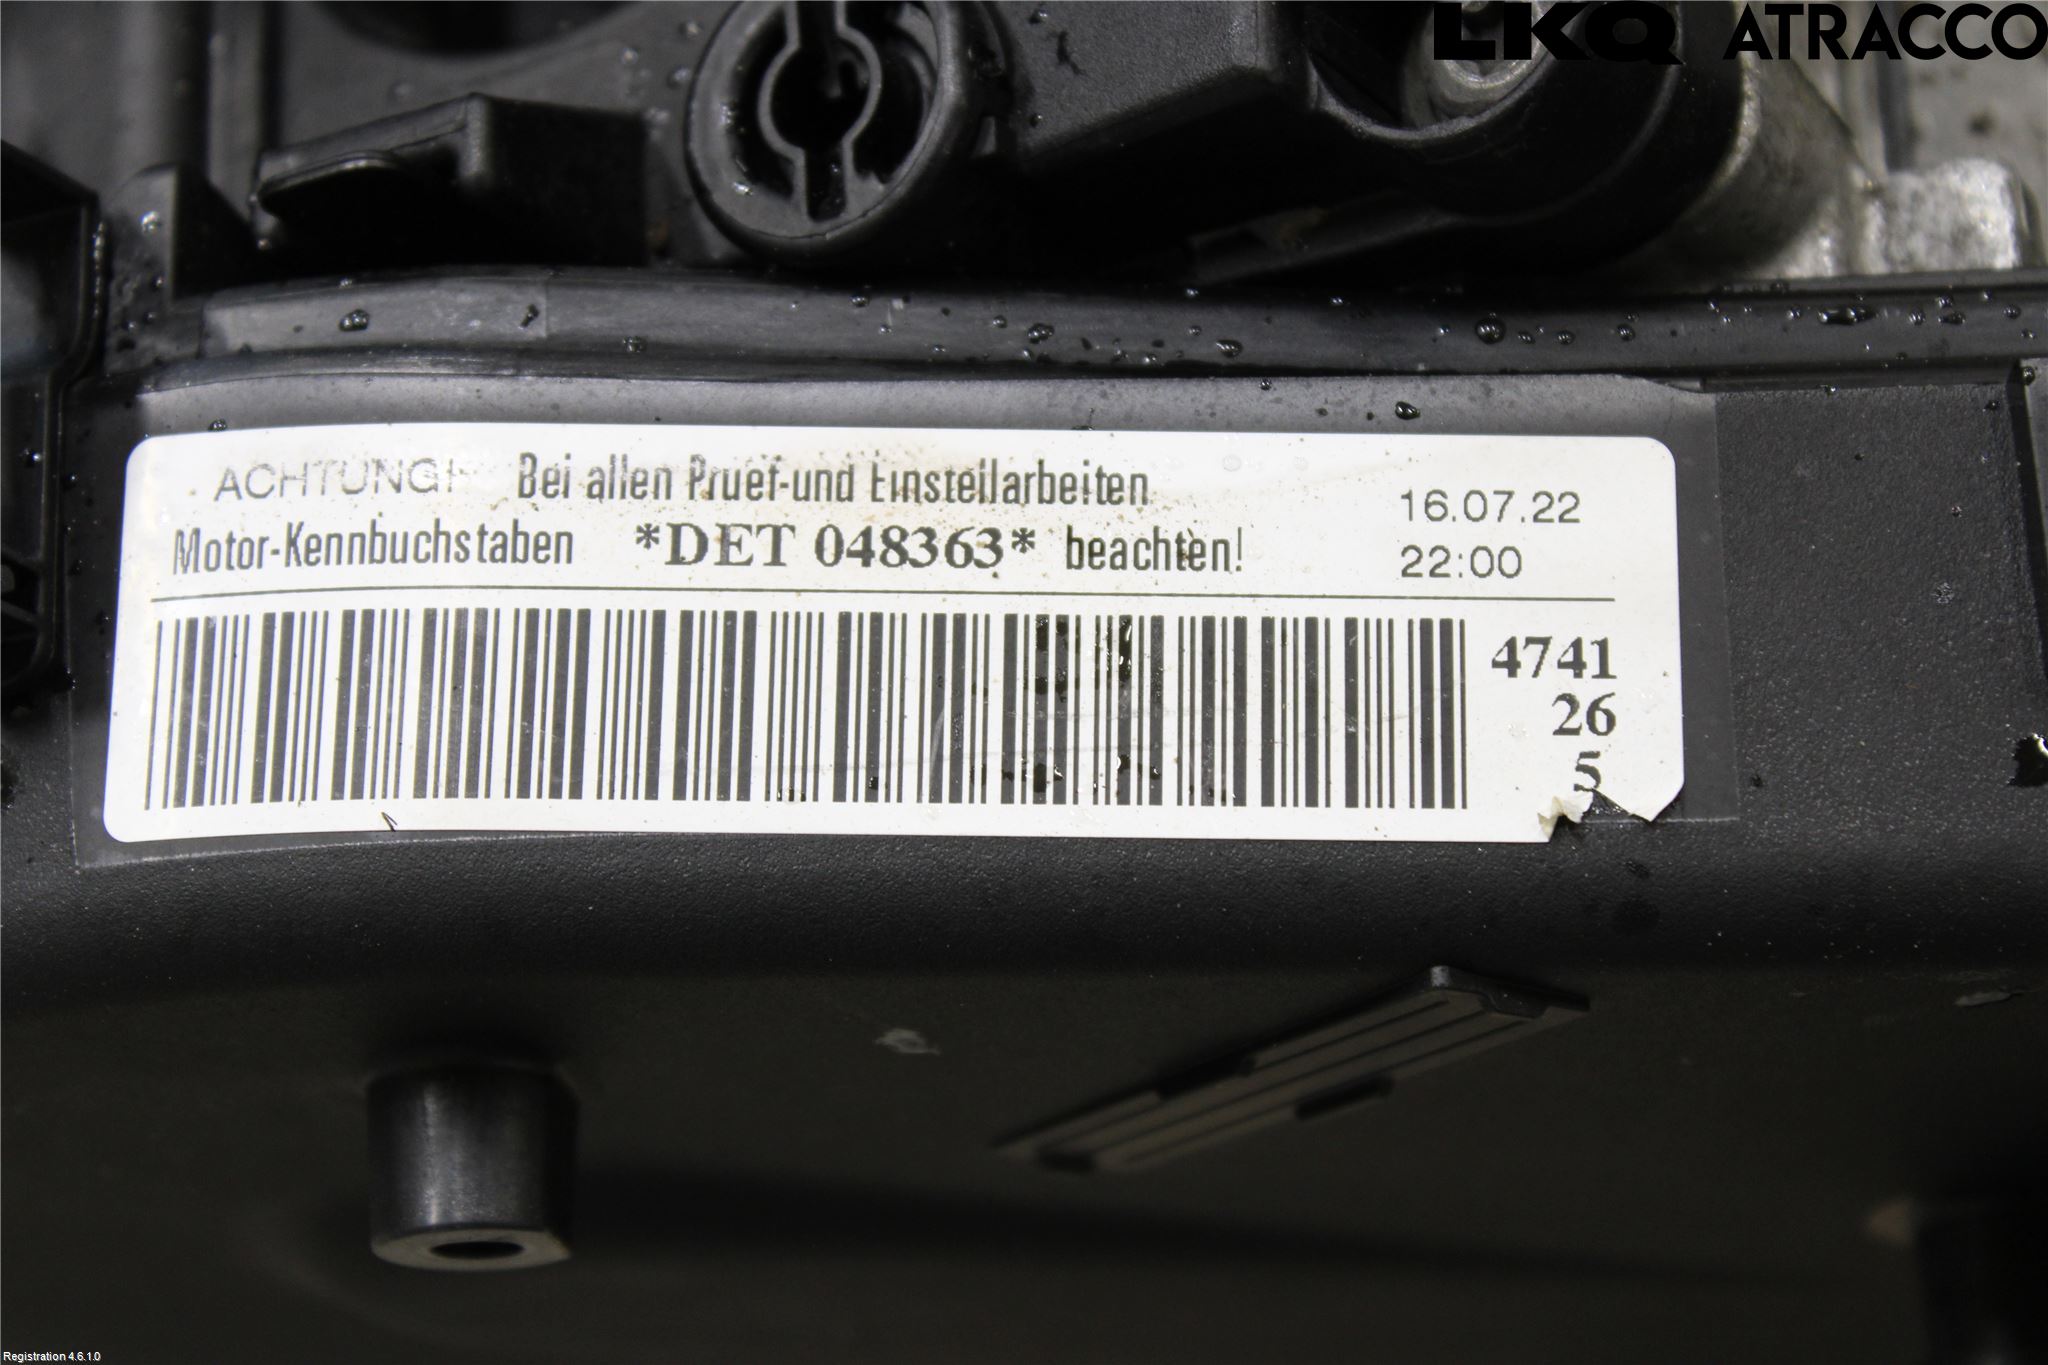 LKQ ATRACCO
ACHTUNG! Bei allen Pruef-und Einstellarbeiten
Motor-Kennbuchstaben *DET 048363* beachten!
16.07.22
22:00
4741
26
5
Registration 4.6.1.0